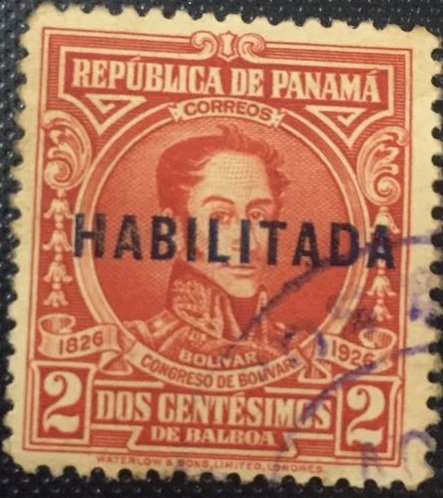 REPÚBLICA DE PANAMÁ
CORREOS
HABILITADA
1826
BOLIVAR
1926
CONGRESO DE BOLIVAR
2 DOS CENTÉSIMOS 2
DE BALBOA
WATERLOW & SONS, LIMITED, LONDRES.